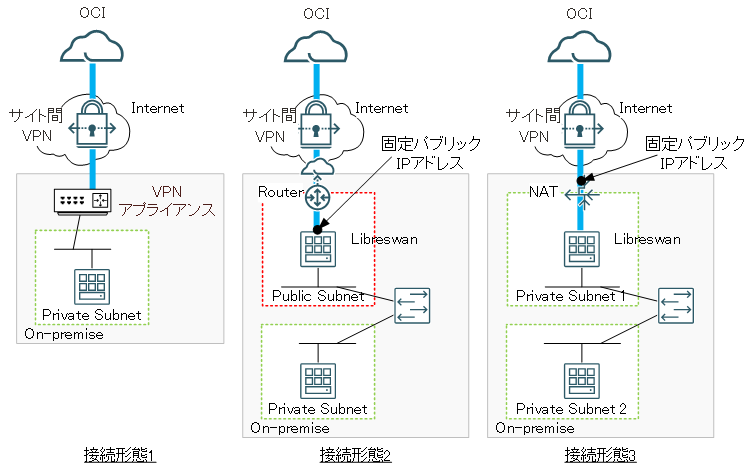 OCI
サイト間
VPN
Internet
VPN
アプライアンス
Private Subnet
On-premise
接続形態1
OCI
サイト間
VPN
Internet
固定パブリック
IPアドレス
Router
Libreswan
Public Subnet
Private Subnet
On-premise
接続形態2
OCI
サイト間
VPN
Internet
固定パブリック
IPアドレス
NAT
Libreswan
Private Subnet 1
Private Subnet 2
On-premise
接続形態3